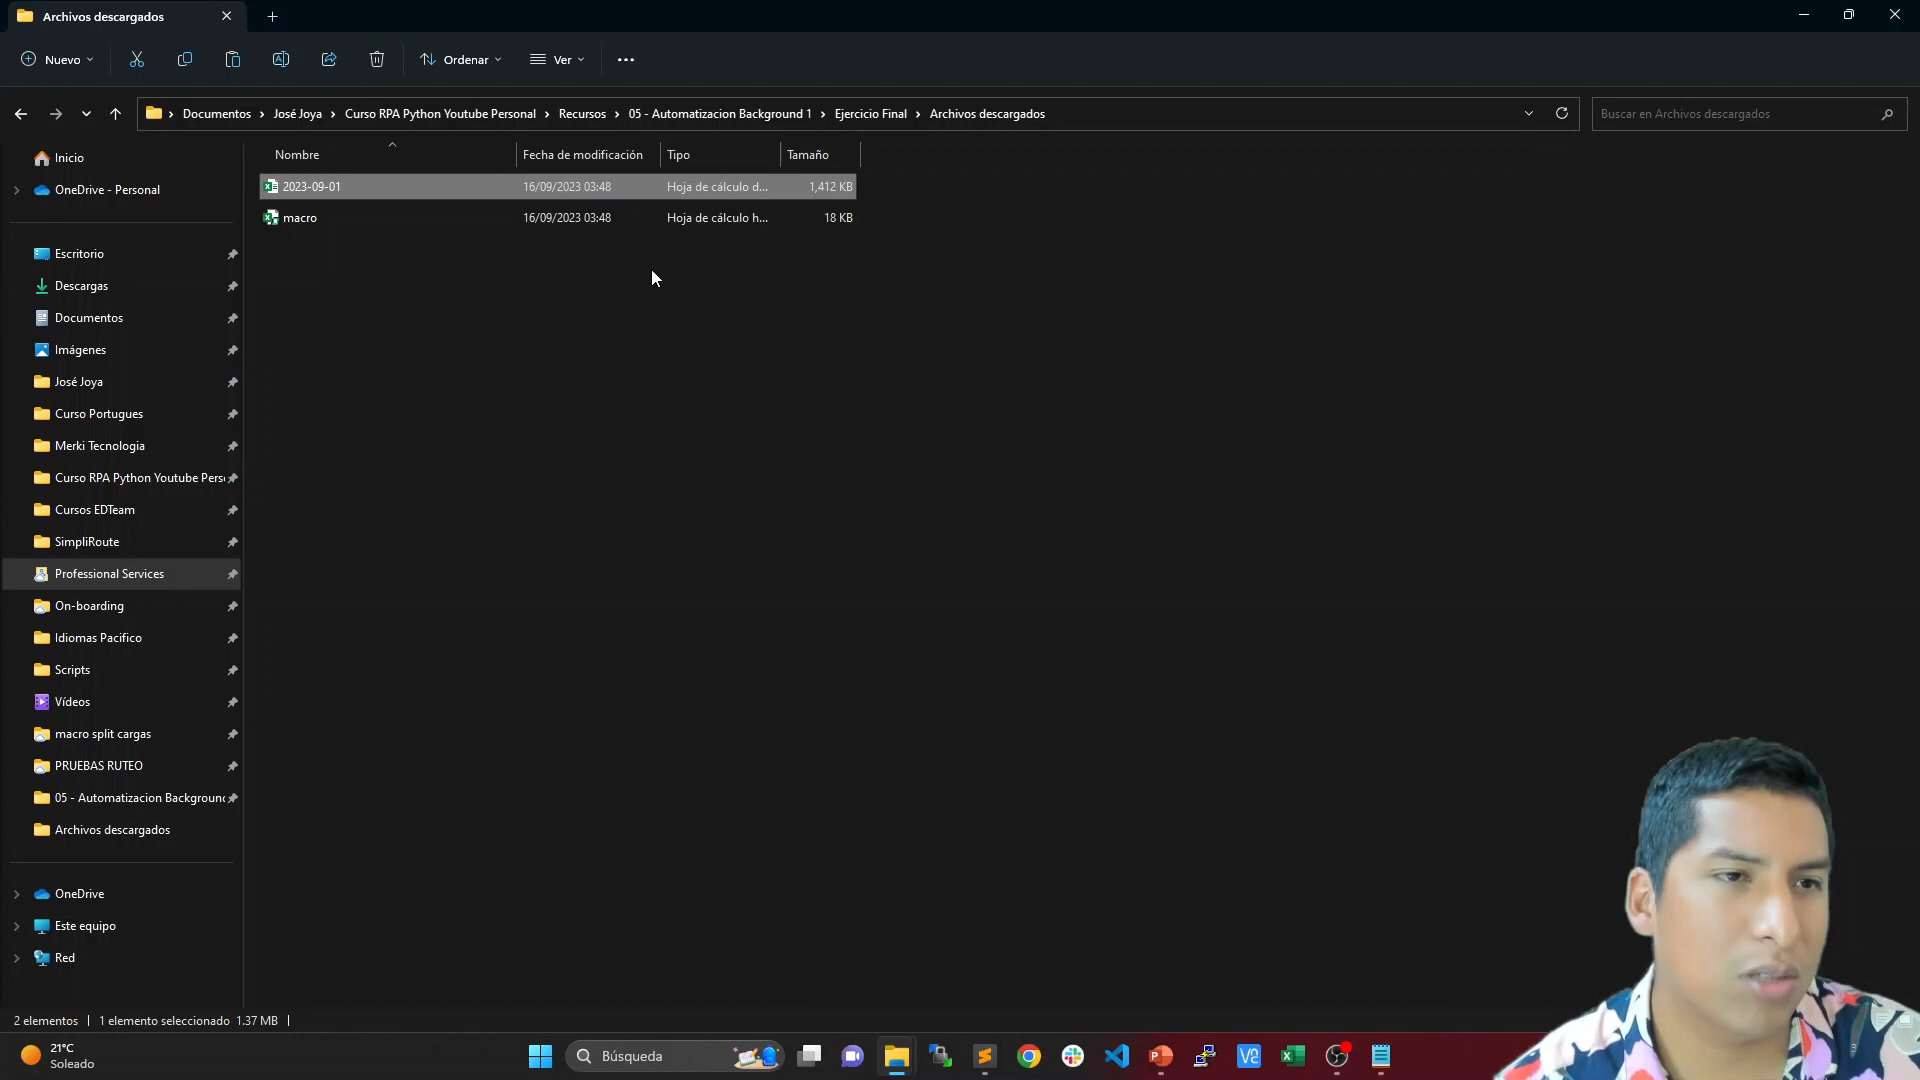 Archivos descargados
Nuevo
Ordenar
Ver
Documentos > José Joya > Curso RPA Python Youtube Personal > Recursos > 05 - Automatizacion Background 1 > Ejercicio Final > Archivos descargados
Buscar en Archivos descargados
Nombre Fecha de modificación Tipo Tamaño
2023-09-01 16/09/2023 03:48 Hoja de cálculo d... 1,412 KB
macro 16/09/2023 03:48 Hoja de cálculo h... 18 KB
Inicio
OneDrive - Personal
Escritorio
Descargas
Documentos
Imágenes
José Joya
Curso Portugues
Merki Tecnologia
Curso RPA Python Youtube Pers
Cursos EDTeam
SimpliRoute
Professional Services
On-boarding
Idiomas Pacifico
Scripts
Vídeos
macro split cargas
PRUEBAS RUTEO
05 - Automatizacion Backgroun
Archivos descargados
OneDrive
Este equipo
Red
2 elementos | 1 elemento seleccionado 1.37 MB |
21°C
Soleado
Búsqueda